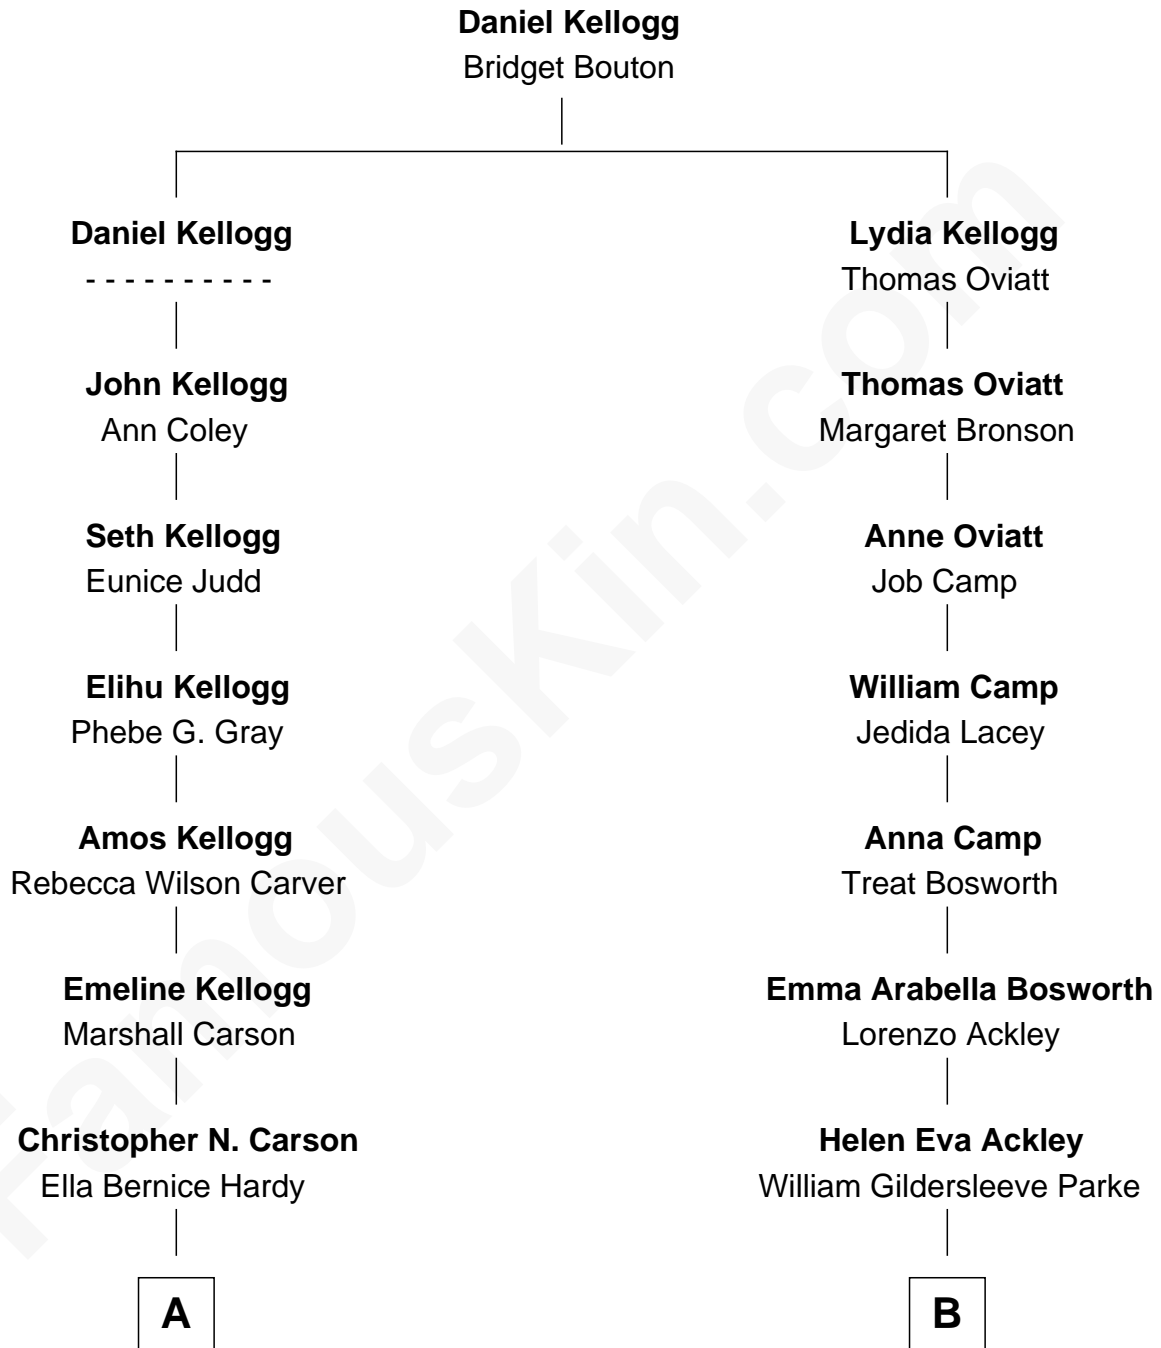 Daniel Kellogg
Bridget Bouton
Daniel Kellogg
- - - - - - - - - -
John Kellogg
Ann Coley
Seth Kellogg
Eunice Judd
Elihu Kellogg
Phebe G. Gray
Amos Kellogg
Rebecca Wilson Carver
Emeline Kellogg
Marshall Carson
Christopher N. Carson
Ella Bernice Hardy
A
Lydia Kellogg
Thomas Oviatt
Thomas Oviatt
Margaret Bronson
Anne Oviatt
Job Camp
William Camp
Jedida Lacey
Anna Camp
Treat Bosworth
Emma Arabella Bosworth
Lorenzo Ackley
Helen Eva Ackley
William Gildersleeve Parke
B
FamousKin.com